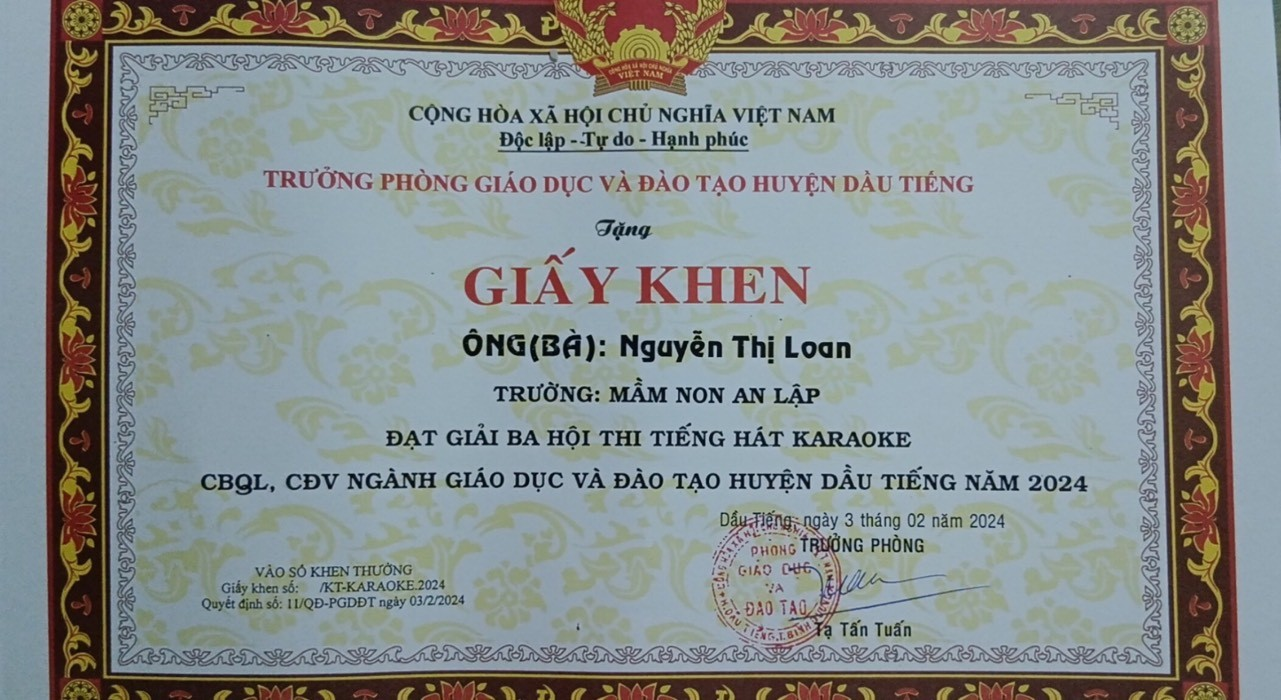 CỘNG HÒA XÃ HỘI CHỦ NGHĨA VIỆT NAM
Độc lập - Tự do - Hạnh phúc
TRƯỞNG PHÒNG GIÁO DỤC VÀ ĐÀO TẠO HUYỆN DẦU TIẾNG
Tặng
GIẤY KHEN
ÔNG(BÀ): Nguyễn Thị Loan
TRƯỜNG: MẦM NON AN LẬP
ĐẠT GIẢI BA HỘI THI TIẾNG HÁT KARAOKE
CBQL, CĐV NGÀNH GIÁO DỤC VÀ ĐÀO TẠO HUYỆN DẦU TIẾNG NĂM 2024
Dầu Tiếng, ngày 3 tháng 02 năm 2024
TRƯỞNG PHÒNG
PHÒNG
GIÁO DỤC
VÀ
ĐÀO TẠO
Tạ Tấn Tuấn
VÀO SỔ KHEN THƯỞNG
Giấy khen số: /KT-KARAOKE.2024
Quyết định số: 11/QĐ-PGDĐT ngày 03/2/2024